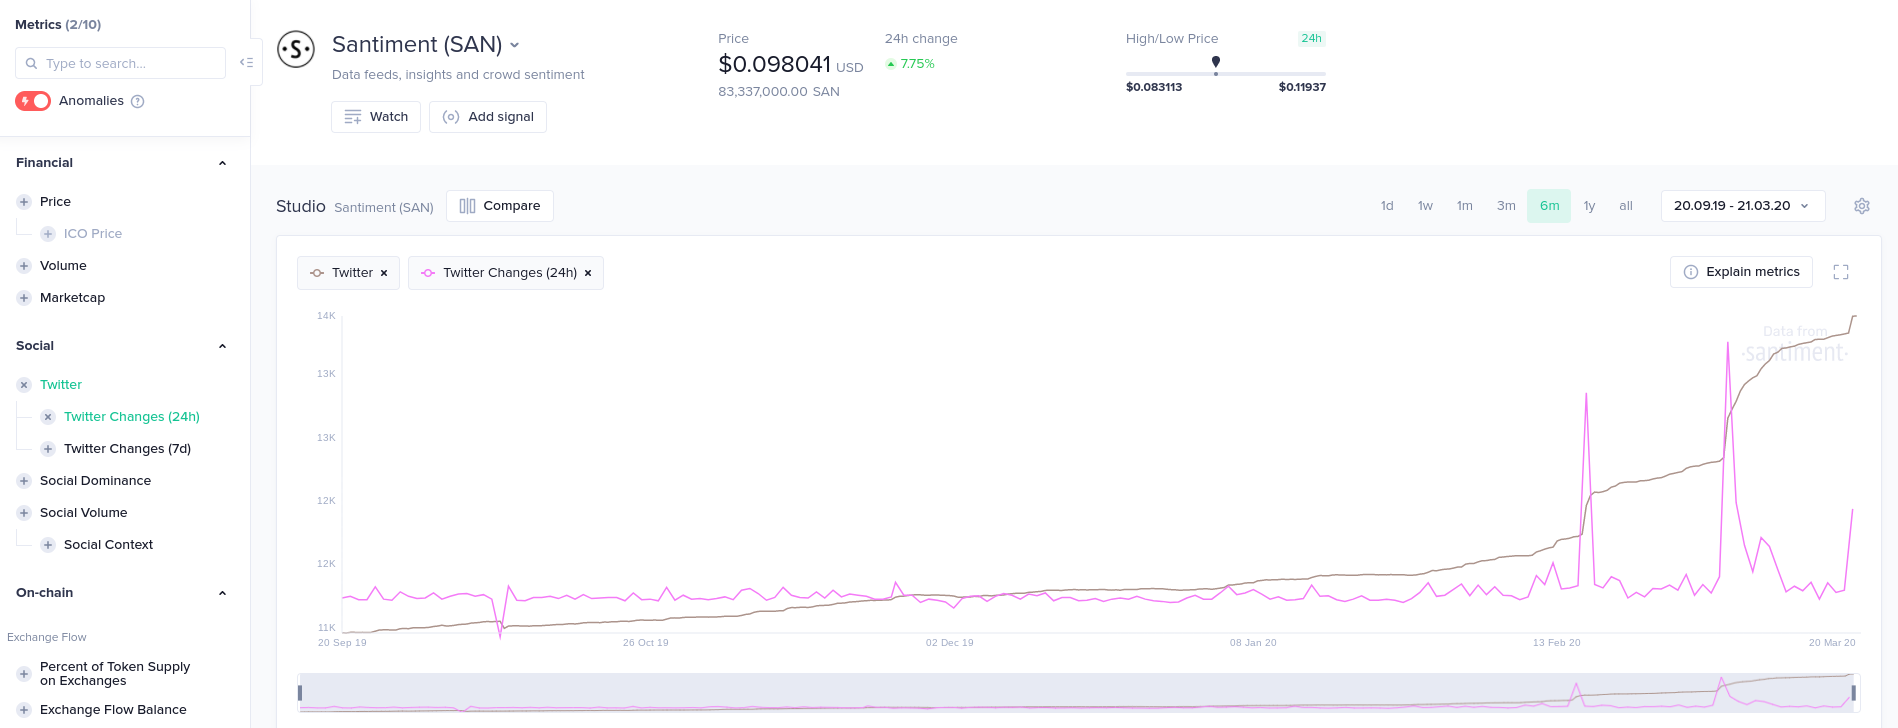 Metrics (2/10)
Type to search...
Anomalies
Financial
Price
ICO Price
Volume
Marketcap
Social
Twitter
Twitter Changes (24h)
Twitter Changes (7d)
Social Dominance
Social Volume
Social Context
On-chain
Exchange Flow
Percent of Token Supply
on Exchanges
Exchange Flow Balance
·S·
Santiment (SAN)
Data feeds, insights and crowd sentiment
Watch
Add signal
Price
$0.098041 USD
83,337,000.00 SAN
24h change
7.75%
High/Low Price 24h
$0.083113 $0.11937
Studio Santiment (SAN) Compare
1d 1w 1m 3m 6m 1y all 20.09.19 - 21.03.20
Twitter × Twitter Changes (24h) ×
Explain metrics
Data from
·santiment·
14K
13K
13K
12K
12K
11K
20 Sep 19 26 Oct 19 02 Dec 19 08 Jan 20 13 Feb 20 20 Mar 20